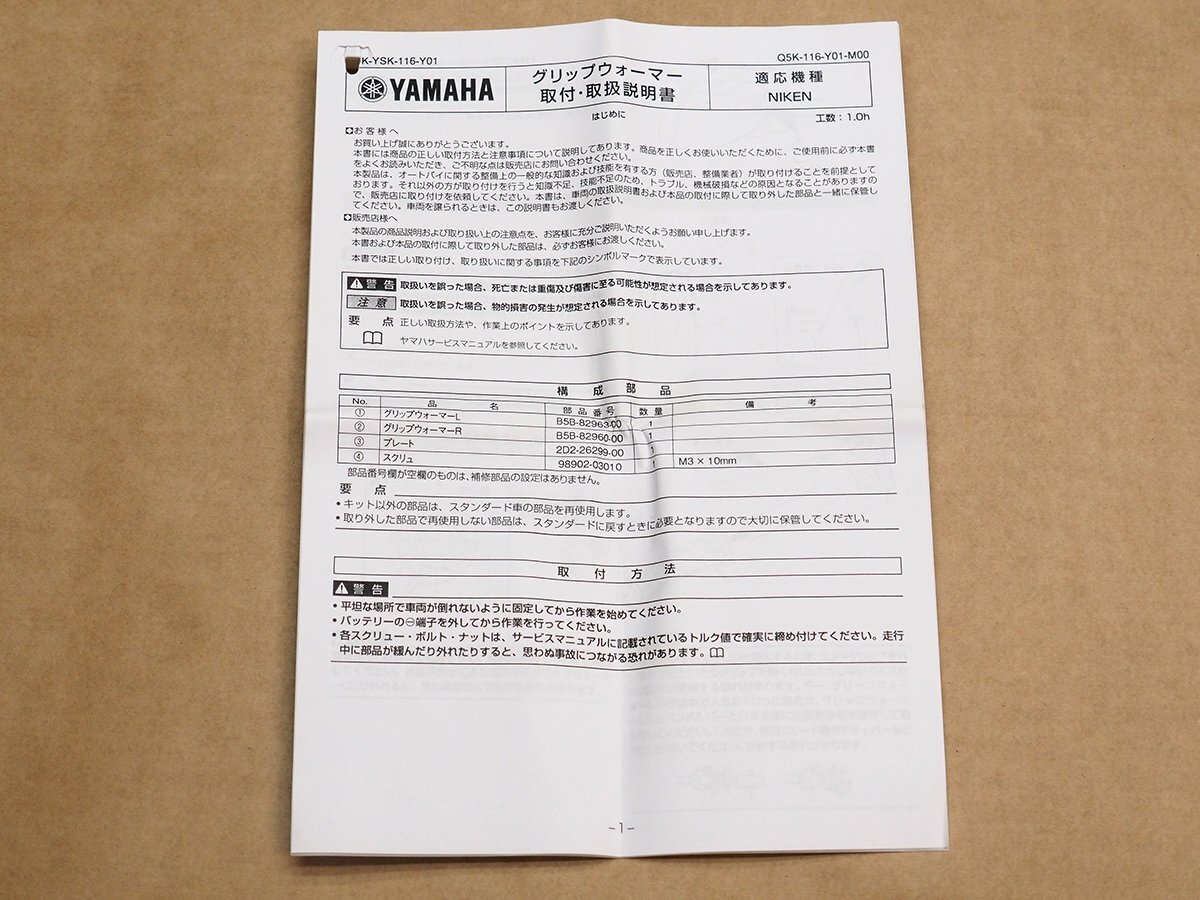 K-YSK-116-Y01
Q5K-116-Y01-M00
YAMAHA
グリップウォーマー
取付・取扱説明書
適応機種
NIKEN
はじめに
工数：1.0h
お客様へ
お買い上げ誠にありがとうございます。
本書には商品の正しい取付方法と注意事項について説明してあります。商品を正しくお使いいただくために、ご使用前に必ず本書
をよくお読みいただき、ご不明な点は販売店にお問い合わせください。
本製品は、オートバイに関する整備上の一般的な知識および技能を有する方（販売店、整備業者）が取り付けることを前提として
おります。それ以外の方が取り付けを行うと知識不足、技能不足のため、トラブル、機械破損などの原因となることがありますの
で、販売店に取り付けを依頼してください。本書は、車両の取扱説明書および本品の取付に際して取り外した部品と一緒に保管し
てください。車両を譲られるときは、この説明書もお渡しください。
販売店様へ
本製品の商品説明および取り扱い上の注意点を、お客様に充分ご説明いただくようお願い申し上げます。
本書および本品の取付に際して取り外した部品は、必ずお客様にお渡しください。
本書では正しい取り付け、取り扱いに関する事項を下記のシンボルマークで表示しています。
警告 取扱いを誤った場合、死亡または重傷及び傷害に至る可能性が想定される場合を示してあります。
注意 取扱いを誤った場合、物的損害の発生が想定される場合を示してあります。
要点 正しい取扱方法や、作業上のポイントを示してあります。
ヤマハサービスマニュアルを参照してください。
構成部品
No. 品名 部品番号 数量 備考
① グリップウォーマーL B5B-82963-00 1
② グリップウォーマーR B5B-82960-00 1
③ プレート 2D2-26299-00 1
④ スクリュ 98902-03010 1 M3 × 10mm
部品番号欄が空欄のものは、補修部品の設定はありません。
要点
・キット以外の部品は、スタンダード車の部品を再使用します。
・取り外した部品で再使用しない部品は、スタンダードに戻すときに必要となりますので大切に保管してください。
取付方法
警告
・平坦な場所で車両が倒れないように固定してから作業を始めてください。
・バッテリーの⊖端子を外してから作業を行ってください。
・各スクリュー・ボルト・ナットは、サービスマニュアルに記載されているトルク値で確実に締め付けてください。走行
中に部品が緩んだり外れたりすると、思わぬ事故につながる恐れがあります。
－1－